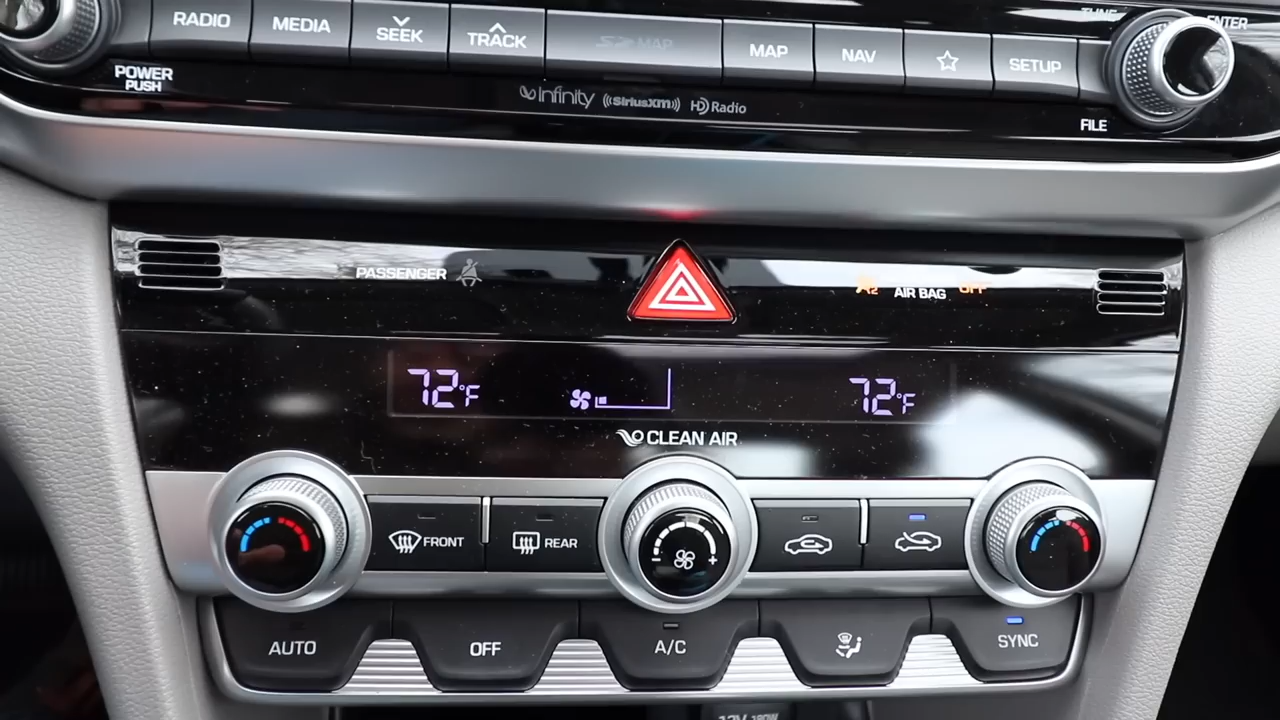 TUNE ENTER
RADIO MEDIA SEEK TRACK MAP NAV SETUP
POWER
PUSH
infinity ((SiriusXM)) HD Radio
FILE
PASSENGER AIR BAG OFF
72°F 72°F
CLEAN AIR
FRONT REAR
- +
AUTO OFF A/C SYNC
12V 180W